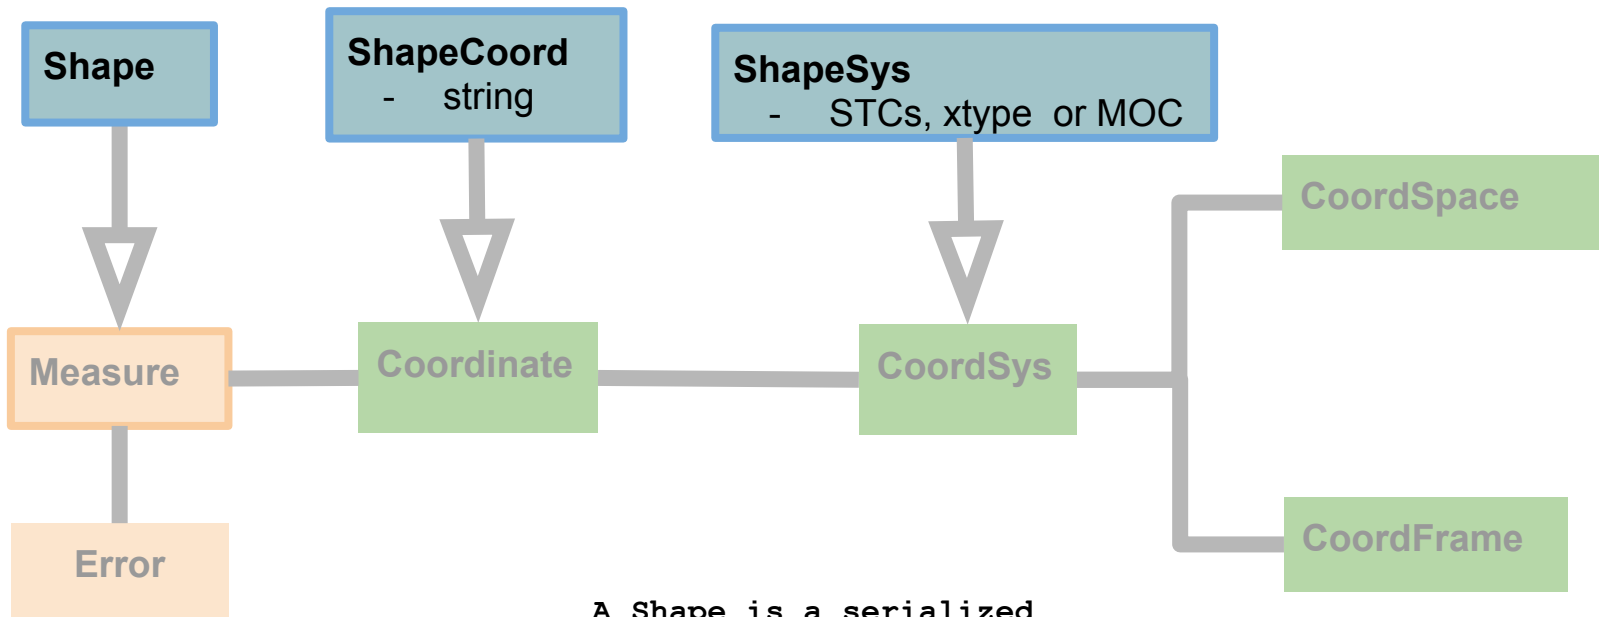 Shape
ShapeCoord
- string
ShapeSys
- STCs, xtype or MOC
CoordSpace
Measure
Coordinate
CoordSys
CoordFrame
Error
A Shape is a serialized